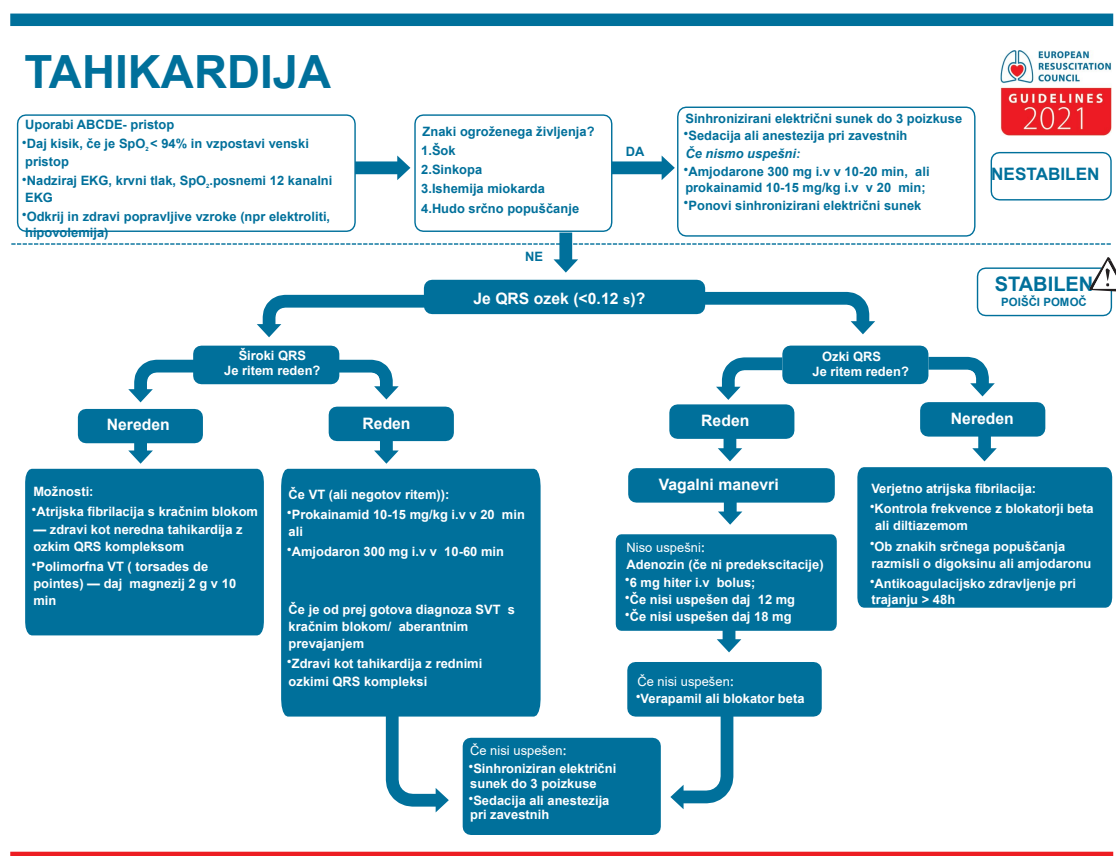 TAHIKARDIJA
EUROPEAN
RESUSCITATION
COUNCIL
GUIDELINES
2021
Uporabi ABCDE- pristop
•Daj kisik, če je SpO₂< 94% in vzpostavi venski
pristop
•Nadziraj EKG, krvni tlak, SpO₂.posnemi 12 kanalni
EKG
•Odkrij in zdravi popravljive vzroke (npr elektroliti,
hipovolemija)
Znaki ogroženega življenja?
1.Šok
2.Sinkopa
3.Ishemija miokarda
4.Hudo srčno popuščanje
DA
Sinhronizirani električni sunek do 3 poizkuse
•Sedacija ali anestezija pri zavestnih
Če nismo uspešni:
•Amjodarone 300 mg i.v v 10-20 min, ali
prokainamid 10-15 mg/kg i.v v 20 min;
•Ponovi sinhronizirani električni sunek
NESTABILEN
NE
STABILEN
POIŠČI POMOČ
Je QRS ozek (<0.12 s)?
Široki QRS
Je ritem reden?
Ozki QRS
Je ritem reden?
Nereden
Reden
Reden
Nereden
Možnosti:
•Atrijska fibrilacija s kračnim blokom
— zdravi kot neredna tahikardija z
ozkim QRS kompleksom
•Polimorfna VT ( torsades de
pointes) — daj magnezij 2 g v 10
min
Če VT (ali negotov ritem)):
•Prokainamid 10-15 mg/kg i.v v 20 min
ali
•Amjodaron 300 mg i.v v 10-60 min
Če je od prej gotova diagnoza SVT s
kračnim blokom/ aberantnim
prevajanjem
•Zdravi kot tahikardija z rednimi
ozkimi QRS kompleksi
Vagalni manevri
Niso uspešni:
Adenozin (če ni predekscitacije)
•6 mg hiter i.v bolus;
•Če nisi uspešen daj 12 mg
•Če nisi uspešen daj 18 mg
Če nisi uspešen:
•Verapamil ali blokator beta
Verjetno atrijska fibrilacija:
•Kontrola frekvence z blokatorji beta
ali diltiazemom
•Ob znakih srčnega popuščanja
razmisli o digoksinu ali amjodaronu
•Antikoagulacijsko zdravljenje pri
trajanju > 48h
Če nisi uspešen:
•Sinhroniziran električni
sunek do 3 poizkuse
•Sedacija ali anestezija
pri zavestnih